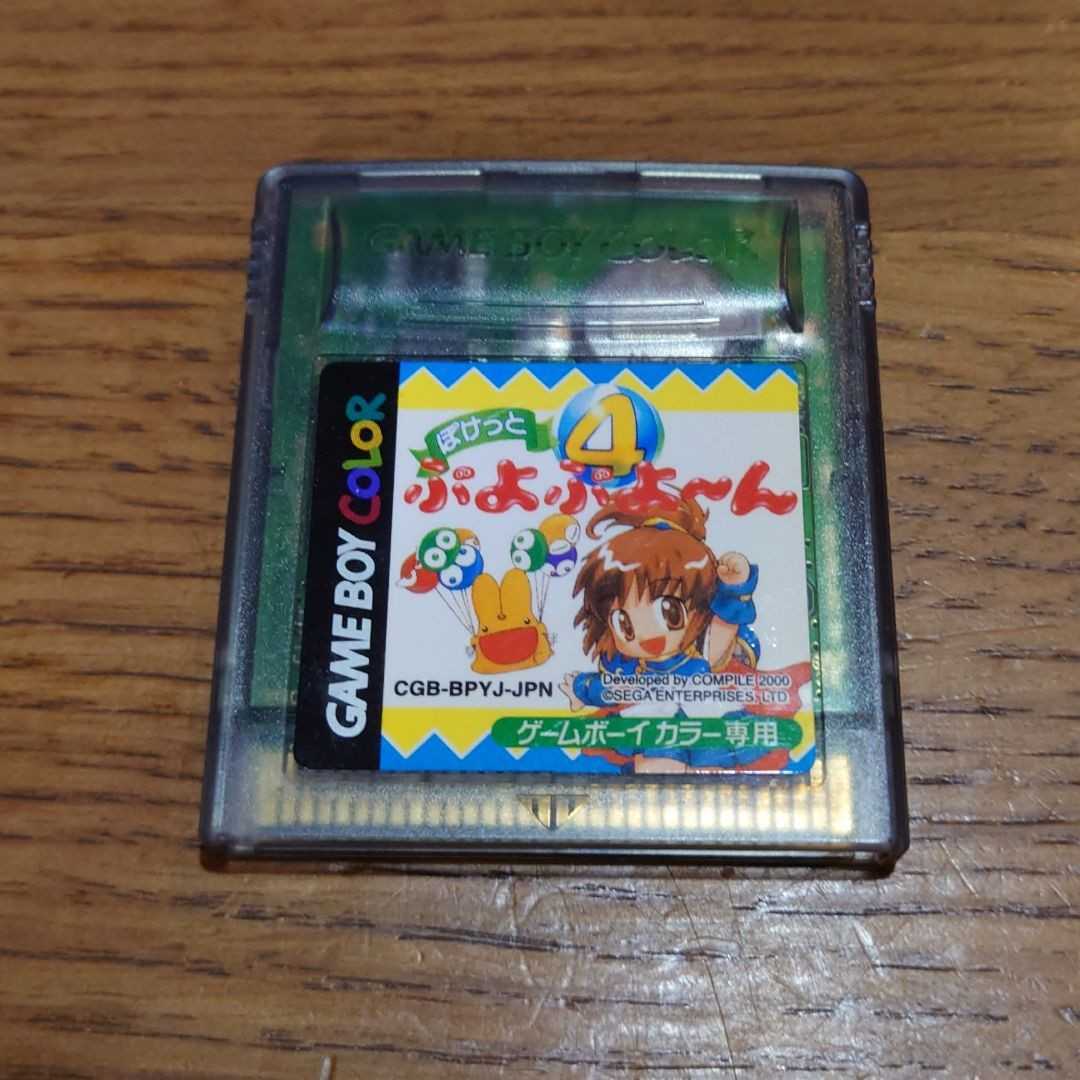 GAME BOY COLOR
GAME BOY COLOR
ぽけっと
4
ぷよぷよ~ん
CGB-BPYJ-JPN
Developed by COMPILE 2000
©SEGA ENTERPRISES, LTD
ゲームボーイカラー専用